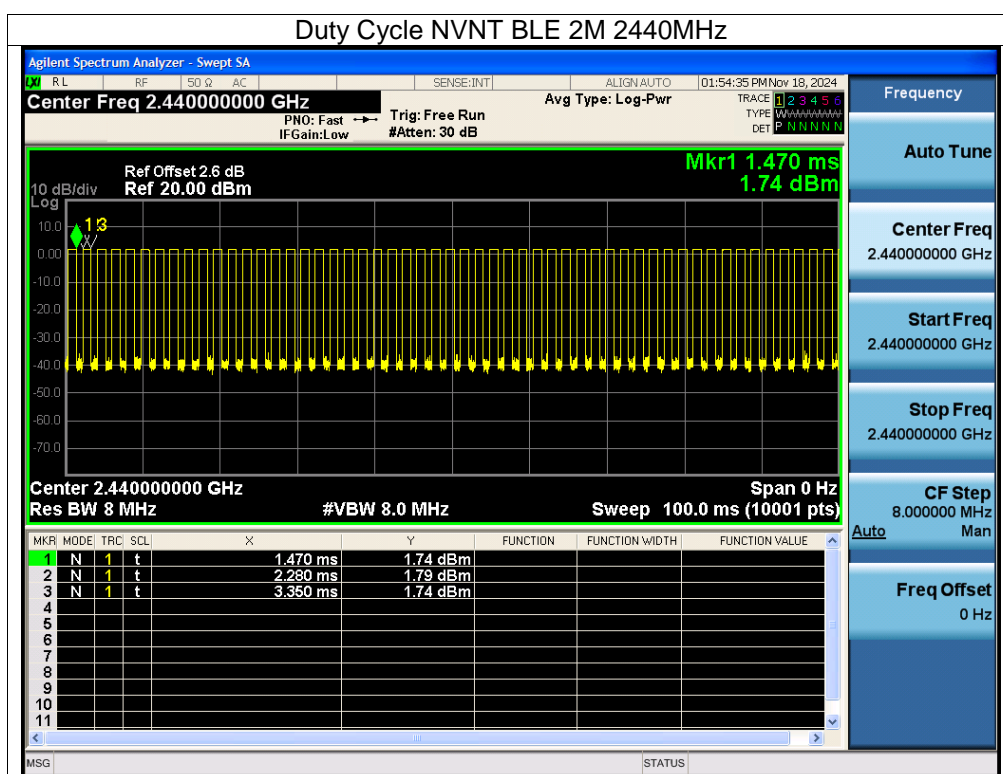 Duty Cycle NVNT BLE 2M 2440MHz
Agilent Spectrum Analyzer - Swept SA
LXI RL RF 50 Ω AC SENSE:INT ALIGN AUTO 01:54:35 PM Nov 18, 2024
Center Freq 2.440000000 GHz
PNO: Fast
IFGain:Low
Trig: Free Run
#Atten: 30 dB
Avg Type: Log-Pwr
TRACE 1 2 3 4 5 6
TYPE WWWWWW
DET P N N N N N
Ref Offset 2.6 dB
Ref 20.00 dBm
10 dB/div
Log
Mkr1 1.470 ms
1.74 dBm
1 3
10.0
0.00
-10.0
-20.0
-30.0
-40.0
-50.0
-60.0
-70.0
Center 2.440000000 GHz Span 0 Hz
Res BW 8 MHz #VBW 8.0 MHz Sweep 100.0 ms (10001 pts)
MKR MODE TRC SCL X Y FUNCTION FUNCTION WIDTH FUNCTION VALUE
1 N 1 t 1.470 ms 1.74 dBm
2 N 1 t 2.280 ms 1.79 dBm
3 N 1 t 3.350 ms 1.74 dBm
4
5
6
7
8
9
10
11
MSG STATUS
Frequency
Auto Tune
Center Freq
2.440000000 GHz
Start Freq
2.440000000 GHz
Stop Freq
2.440000000 GHz
CF Step
8.000000 MHz
Auto Man
Freq Offset
0 Hz